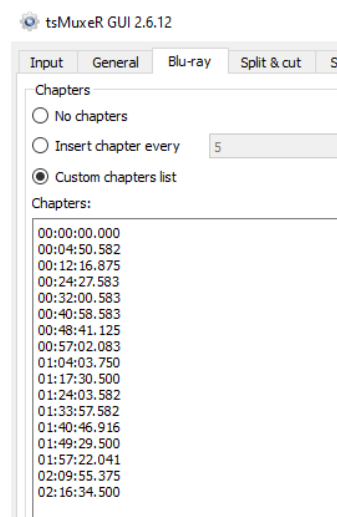 tsMuxeR GUI 2.6.12
Input General Blu-ray Split & cut S
Chapters
No chapters
Insert chapter every 5
Custom chapters list
Chapters:
00:00:00.000
00:04:50.582
00:12:16.875
00:24:27.583
00:32:00.583
00:40:58.583
00:48:41.125
00:57:02.083
01:04:03.750
01:17:30.500
01:24:03.582
01:33:57.582
01:40:46.916
01:49:29.500
01:57:22.041
02:09:55.375
02:16:34.500